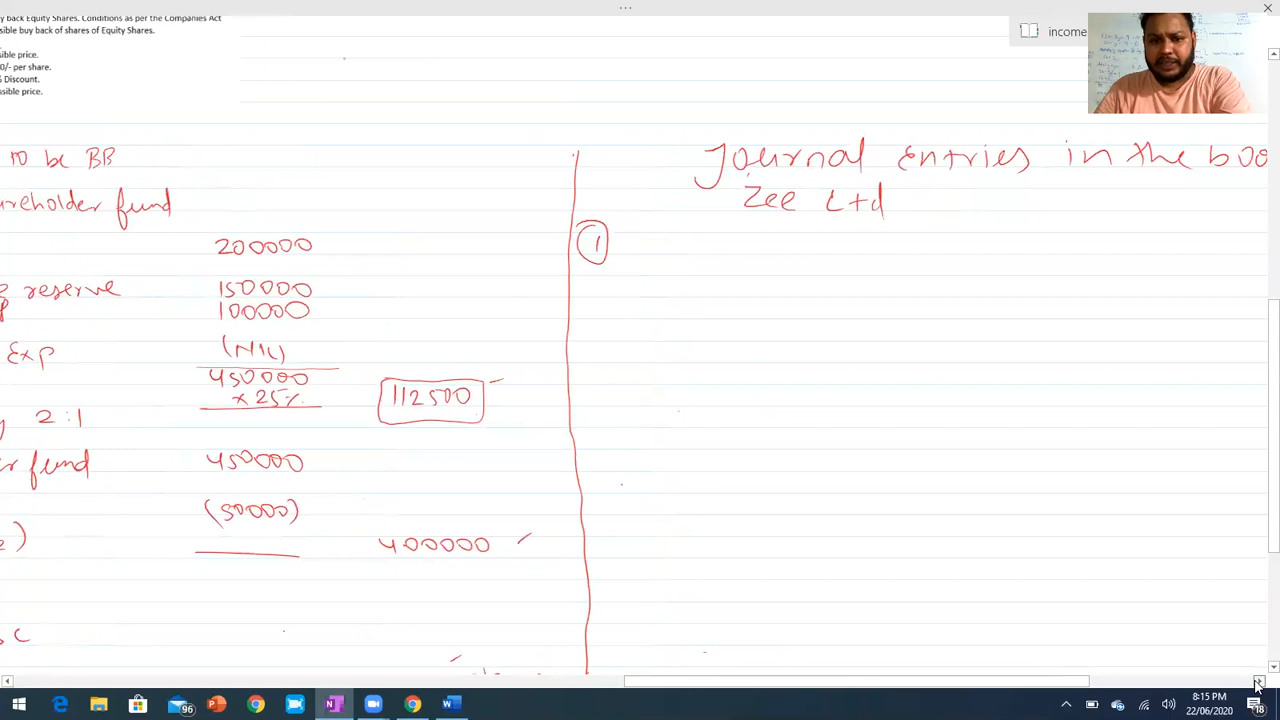 y back Equity Shares. Conditions as per the Companies Act
sible buy back of shares of Equity Shares.
sible price.
0/- per share.
% Discount.
ssible price.
income
to be BB
areholder fund
200000
e reserve
150000
100000
Exp
(NIL)
450000
x 25%
112500
y 2:1
er fund
450000
(50000)
400000
s c
Journal Entries in the boo
Zee Ltd
1
96
8:15 PM
22/06/2020
18